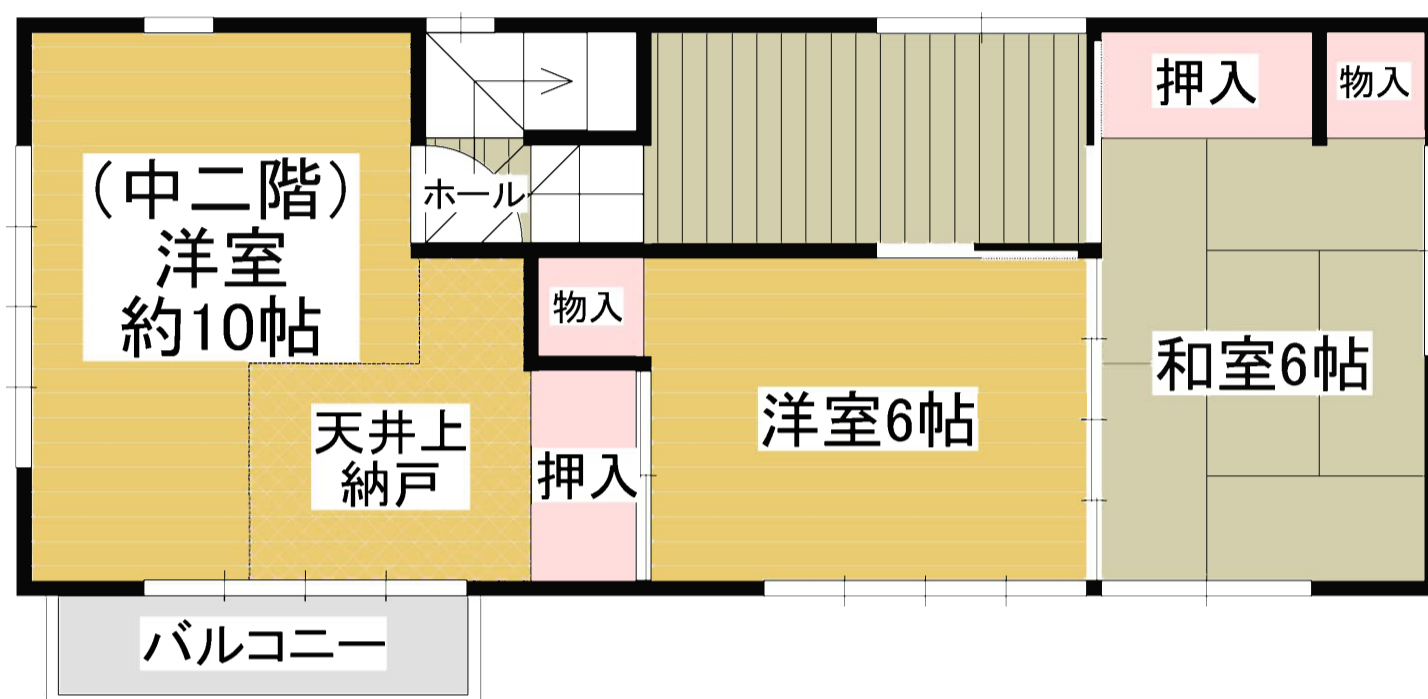 押入
物入
（中二階）
洋室
約10帖
ホール
物入
天井上
納戸
押入
洋室6帖
和室6帖
バルコニー